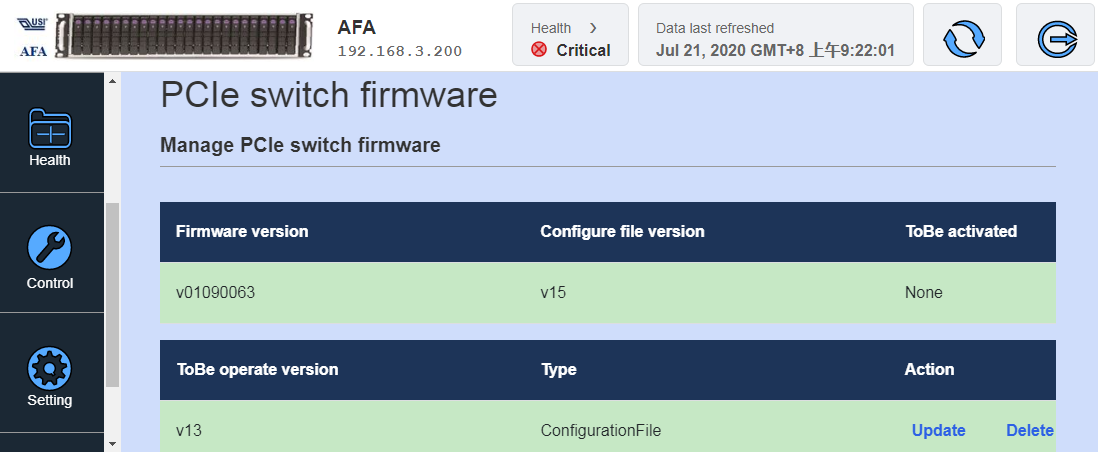 USI
AFA
AFA
192.168.3.200
Health
Critical
Data last refreshed
Jul 21, 2020 GMT+8 上午9:22:01
Health
Control
Setting
PCIe switch firmware
Manage PCIe switch firmware
Firmware version Configure file version ToBe activated
v01090063 v15 None
ToBe operate version Type Action
v13 ConfigurationFile Update Delete